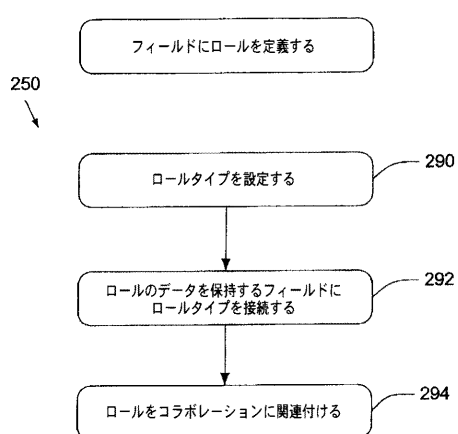 フィールドにロールを定義する
250
ロールタイプを設定する
290
ロールのデータを保持するフィールドに
ロールタイプを接続する
292
ロールをコラボレーションに関連付ける
294